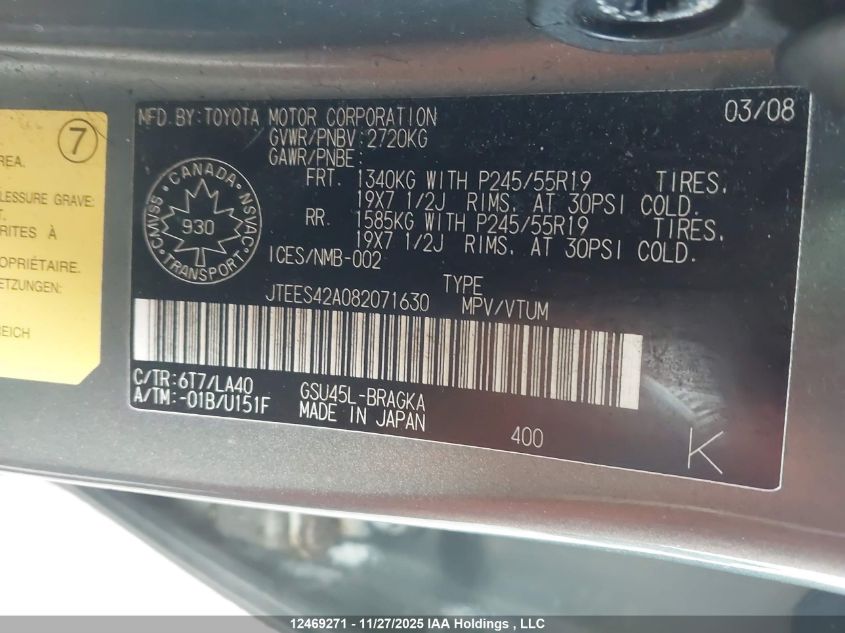 7
REA.
LESSURE GRAVE:
T.
RITES À
OPRIÉTAIRE.
ETZUNGEN:
REICH
MFD.BY:TOYOTA MOTOR CORPORATION 03/08
GVWR/PNBV:2720KG
GAWR/PNBE:
FRT. 1340KG WITH P245/55R19 TIRES,
19X7 1/2J RIMS, AT 30PSI COLD.
RR. 1585KG WITH P245/55R19 TIRES,
19X7 1/2J RIMS, AT 30PSI COLD.
ICES/NMB-002
CANADA
CMVSS 930 NSVAC
TRANSPORT
TYPE
JTEES42A082071630 MPV/VTUM
C/TR:6T7/LA40 GSU45L-BRAGKA
A/TM:-01B/U151F MADE IN JAPAN
400
K
12469271 - 11/27/2025 IAA Holdings , LLC